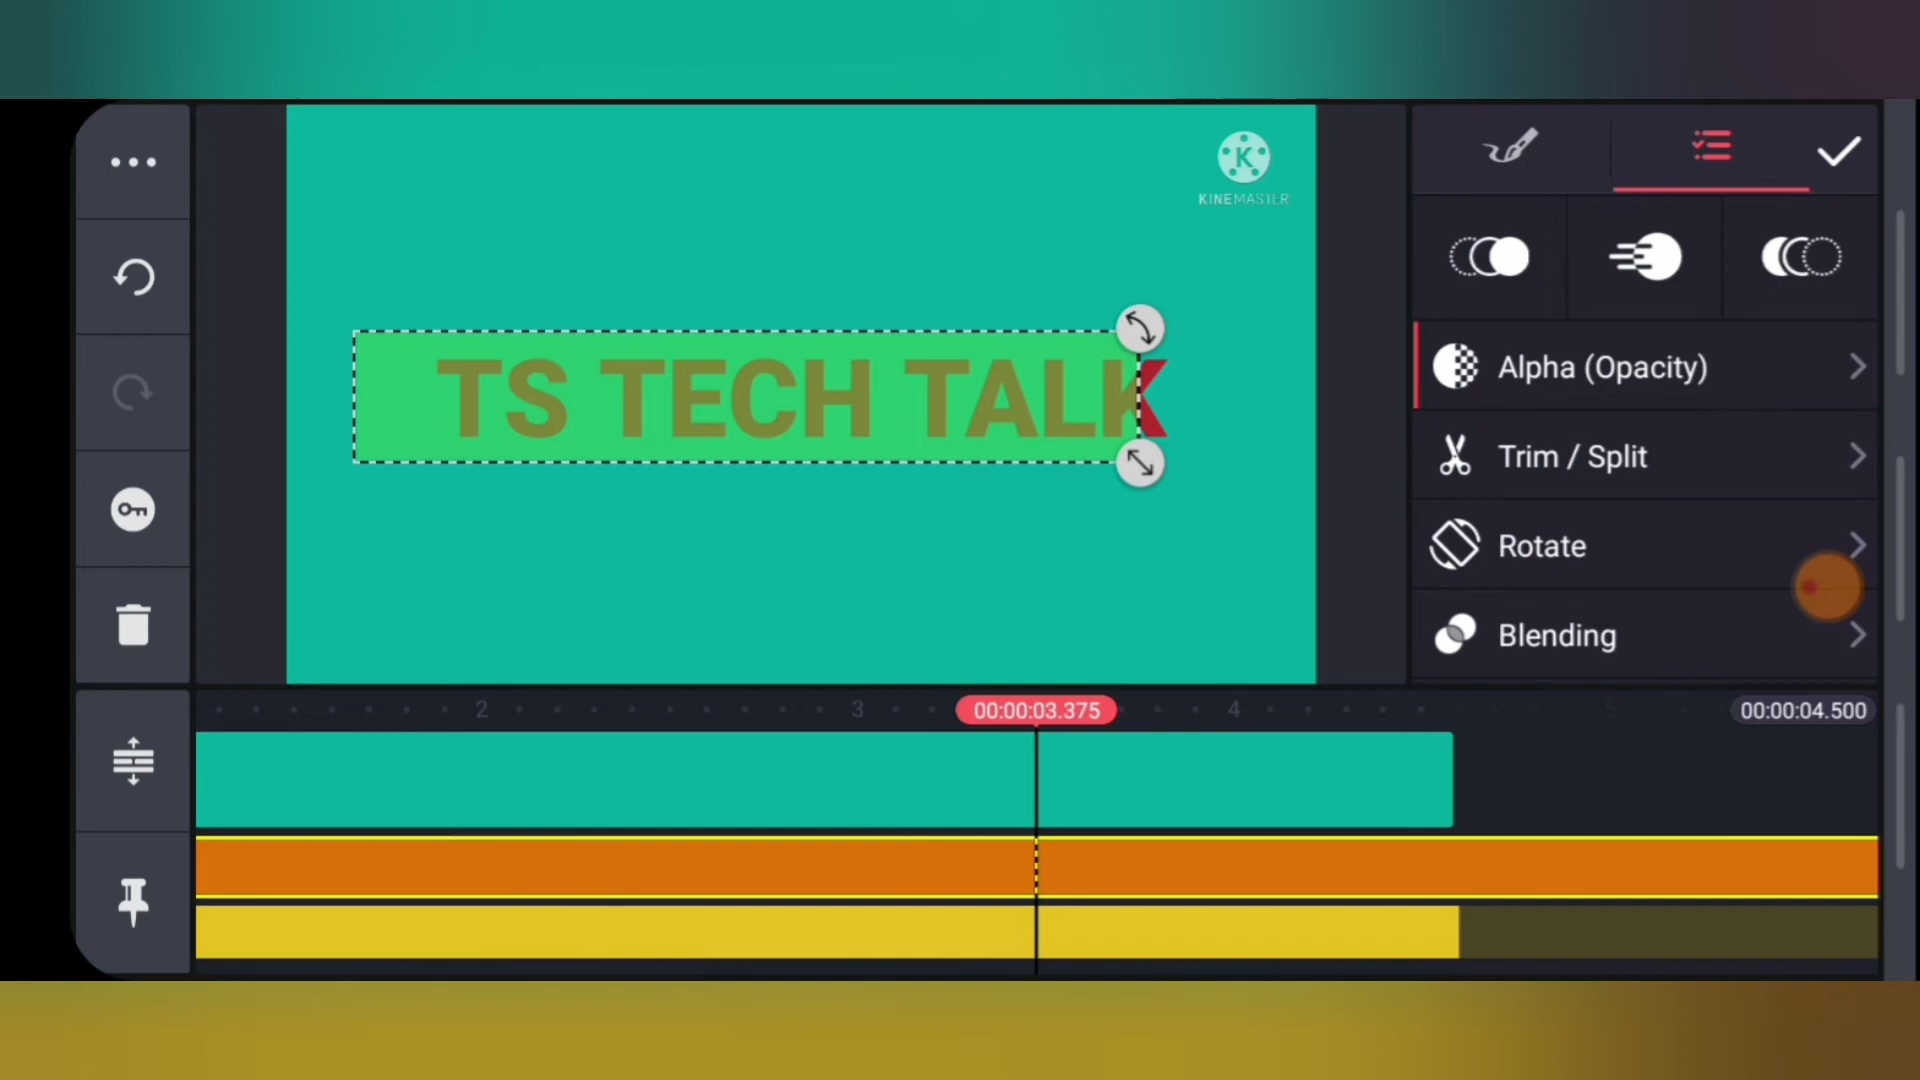 K
KINEMASTER
TS TECH TALK
Alpha (Opacity)
Trim / Split
Rotate
Blending
2
3
00:00:03.375
4
5
00:00:04.500